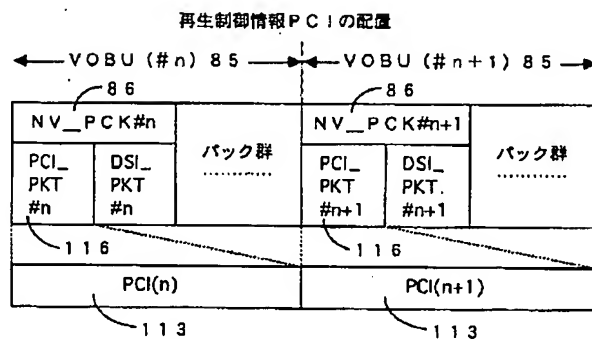 再生制御情報PCIの配置
VOBU(#n)85
VOBU(#n+1)85
86
86
NV_PCK#n
パック群
NV_PCK#n+1
パック群
PCI_
PKT
#n
DSI_
PKT
#n
PCI_
PKT
#n+1
DSI_
PKT.
#n+1
116
116
PCI(n)
PCI(n+1)
113
113